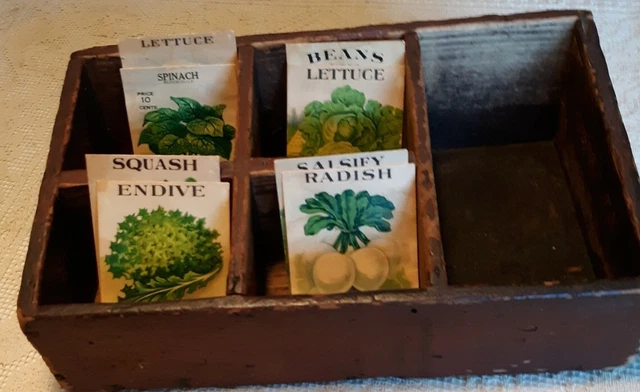 LETTUCE
SPINACH
PRICE
10
CENTS
BEANS
LETTUCE
SQUASH
ENDIVE
SALSIFY
RADISH